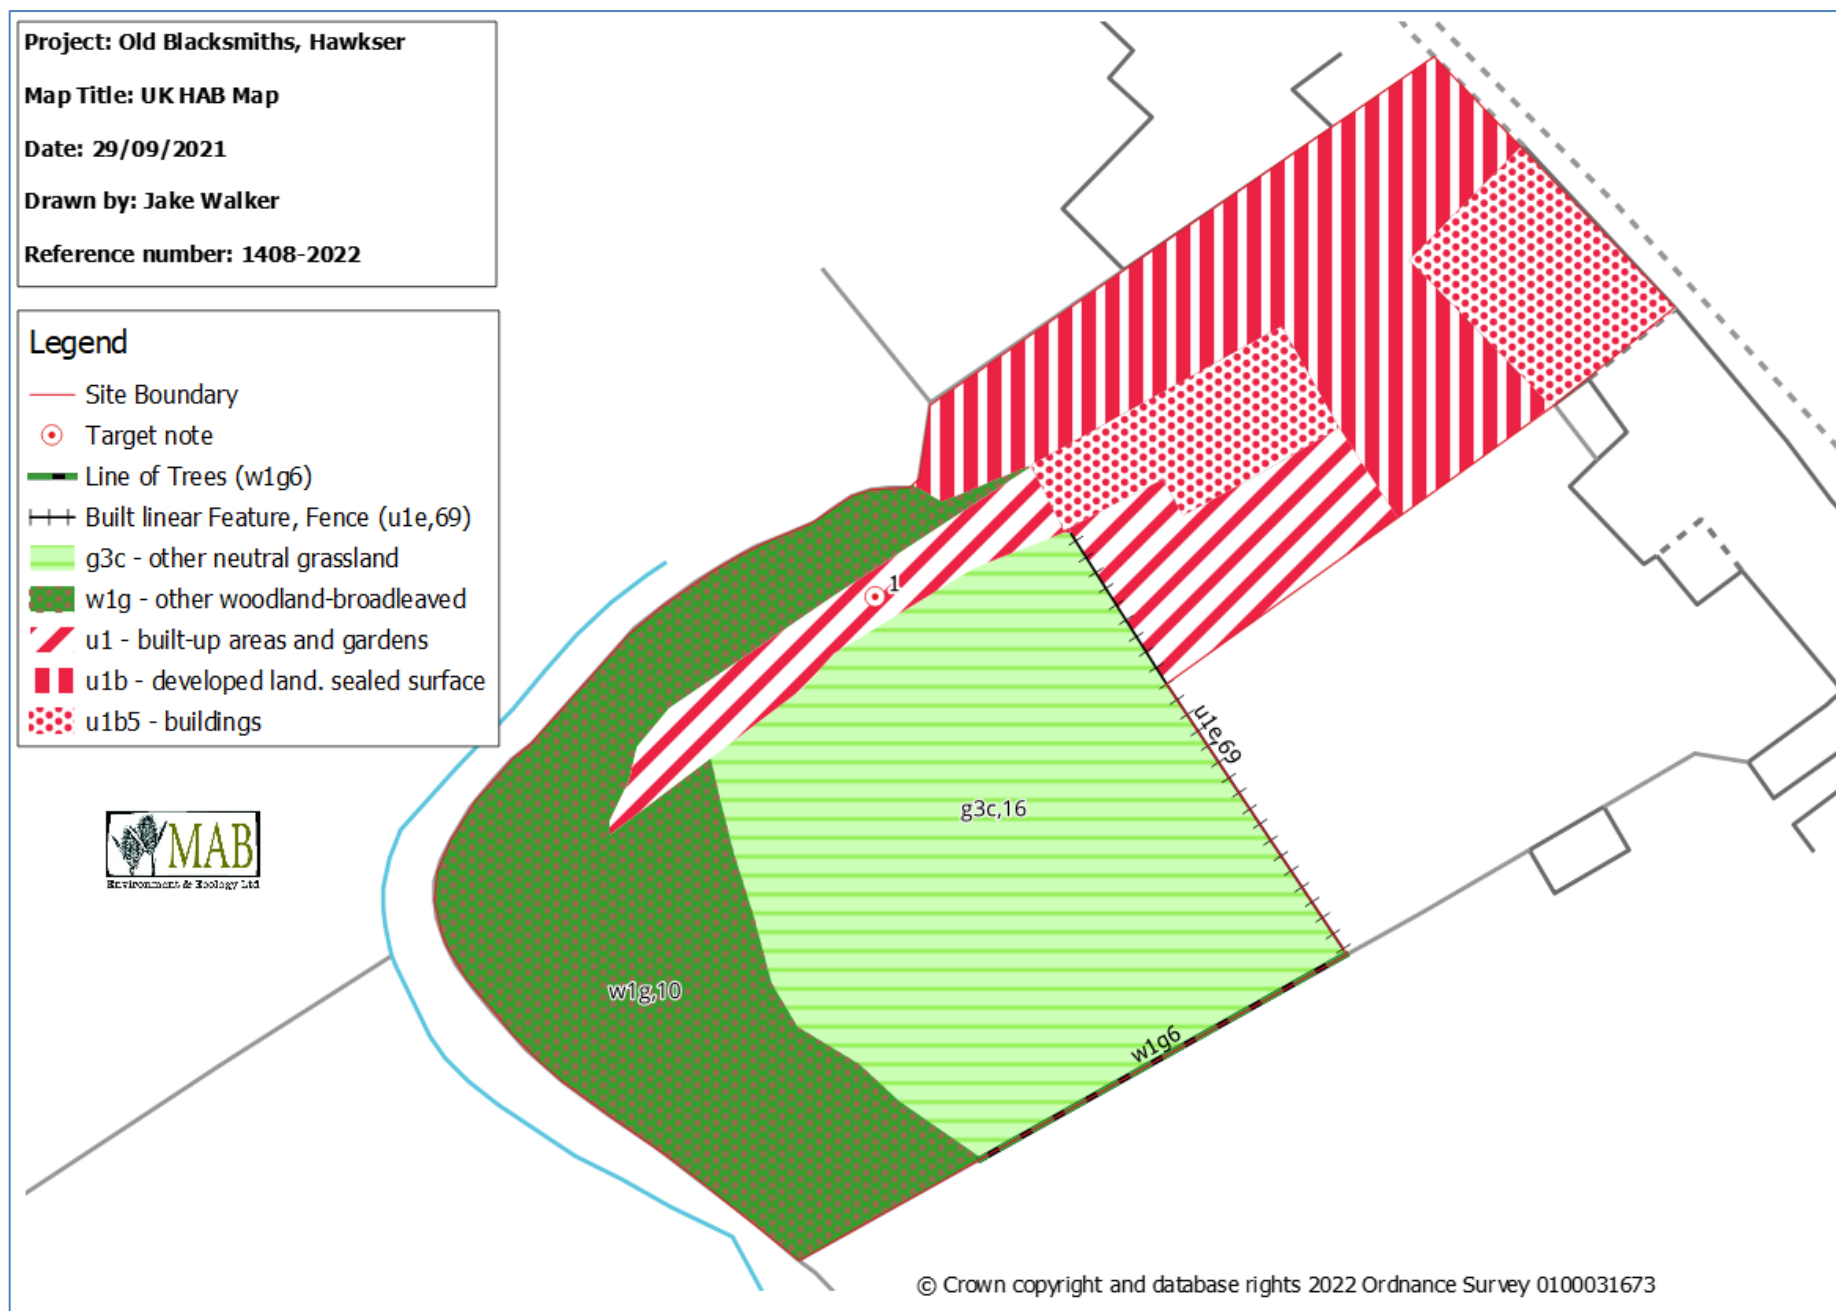 Project: Old Blacksmiths, Hawkser
Map Title: UK HAB Map
Date: 29/09/2021
Drawn by: Jake Walker
Reference number: 1408-2022
Legend
Site Boundary
Target note
Line of Trees (w1g6)
Built linear Feature, Fence (u1e,69)
g3c - other neutral grassland
w1g - other woodland-broadleaved
u1 - built-up areas and gardens
u1b - developed land. sealed surface
u1b5 - buildings
1
u1e,69
g3c,16
w1g,10
w1g6
MAB
Environment & Ecology Ltd
© Crown copyright and database rights 2022 Ordnance Survey 0100031673